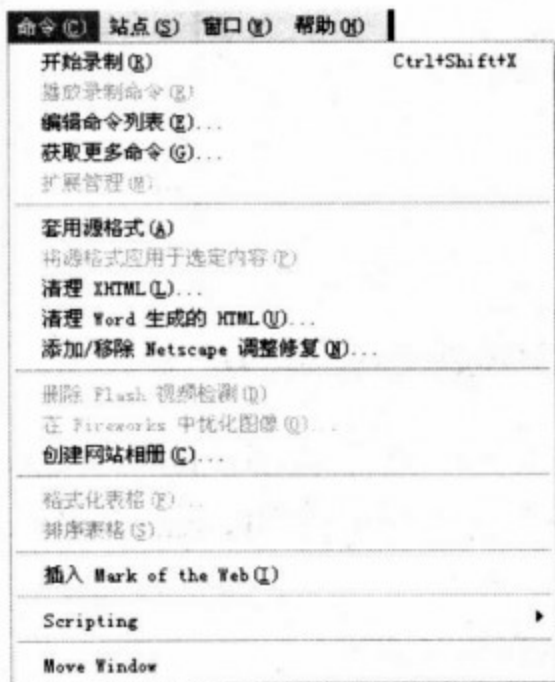 命令(C) 站点(S) 窗口(W) 帮助(H)
开始录制(R) Ctrl+Shift+X
播放录制命令(R)
编辑命令列表(E)...
获取更多命令(G)...
扩展管理(M)...
套用源格式(A)
将源格式应用于选定内容(P)
清理 XHTML(L)...
清理 Word 生成的 HTML(U)...
添加/移除 Netscape 调整修复(N)...
删除 Flash 视频检测(D)
在 Fireworks 中优化图像(O)...
创建网站相册(C)...
格式化表格(F)...
排序表格(S)...
插入 Mark of the Web(I)
Scripting
Move Window